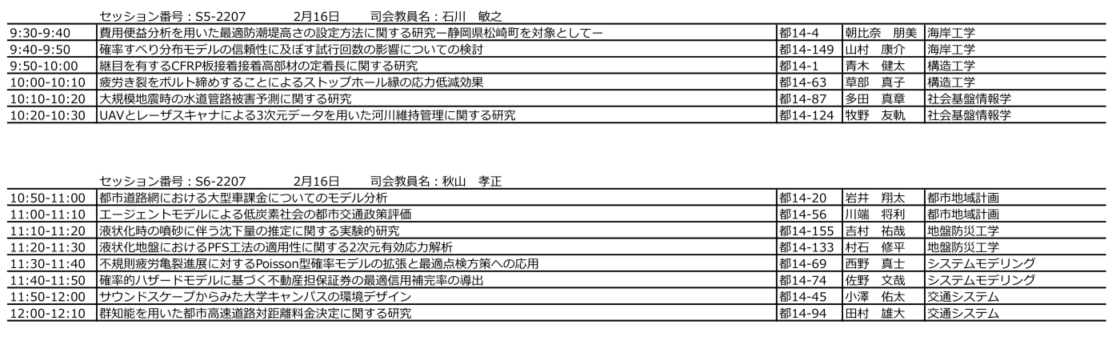 セッション番号：S5-2207　2月16日　司会教員名：石川　敏之
9:30-9:40 費用便益分析を用いた最適防潮堤高さの設定方法に関する研究ー静岡県松崎町を対象としてー 都14-4 朝比奈　朋美 海岸工学
9:40-9:50 確率すべり分布モデルの信頼性に及ぼす試行回数の影響についての検討 都14-149 山村　康介 海岸工学
9:50-10:00 継目を有するCFRP板接着接着高部材の定着長に関する研究 都14-1 青木　健太 構造工学
10:00-10:10 疲労き裂をボルト締めすることによるストップホール縁の応力低減効果 都14-63 草部　真子 構造工学
10:10-10:20 大規模地震時の水道管路被害予測に関する研究 都14-87 多田　真章 社会基盤情報学
10:20-10:30 UAVとレーザスキャナによる3次元データを用いた河川維持管理に関する研究 都14-124 牧野　友軌 社会基盤情報学
セッション番号：S6-2207　2月16日　司会教員名：秋山　孝正
10:50-11:00 都市道路網における大型車課金についてのモデル分析 都14-20 岩井　翔太 都市地域計画
11:00-11:10 エージェントモデルによる低炭素社会の都市交通政策評価 都14-56 川端　将利 都市地域計画
11:10-11:20 液状化時の噴砂に伴う沈下量の推定に関する実験的研究 都14-155 吉村　祐哉 地盤防災工学
11:20-11:30 液状化地盤におけるPFS工法の適用性に関する2次元有効応力解析 都14-133 村石　修平 地盤防災工学
11:30-11:40 不規則疲労亀裂進展に対するPoisson型確率モデルの拡張と最適点検方策への応用 都14-69 西野　真士 システムモデリング
11:40-11:50 確率的ハザードモデルに基づく不動産担保証券の最適信用補完率の導出 都14-74 佐野　文哉 システムモデリング
11:50-12:00 サウンドスケープからみた大学キャンパスの環境デザイン 都14-45 小澤　佑太 交通システム
12:00-12:10 群知能を用いた都市高速道路対距離料金決定に関する研究 都14-94 田村　雄大 交通システム